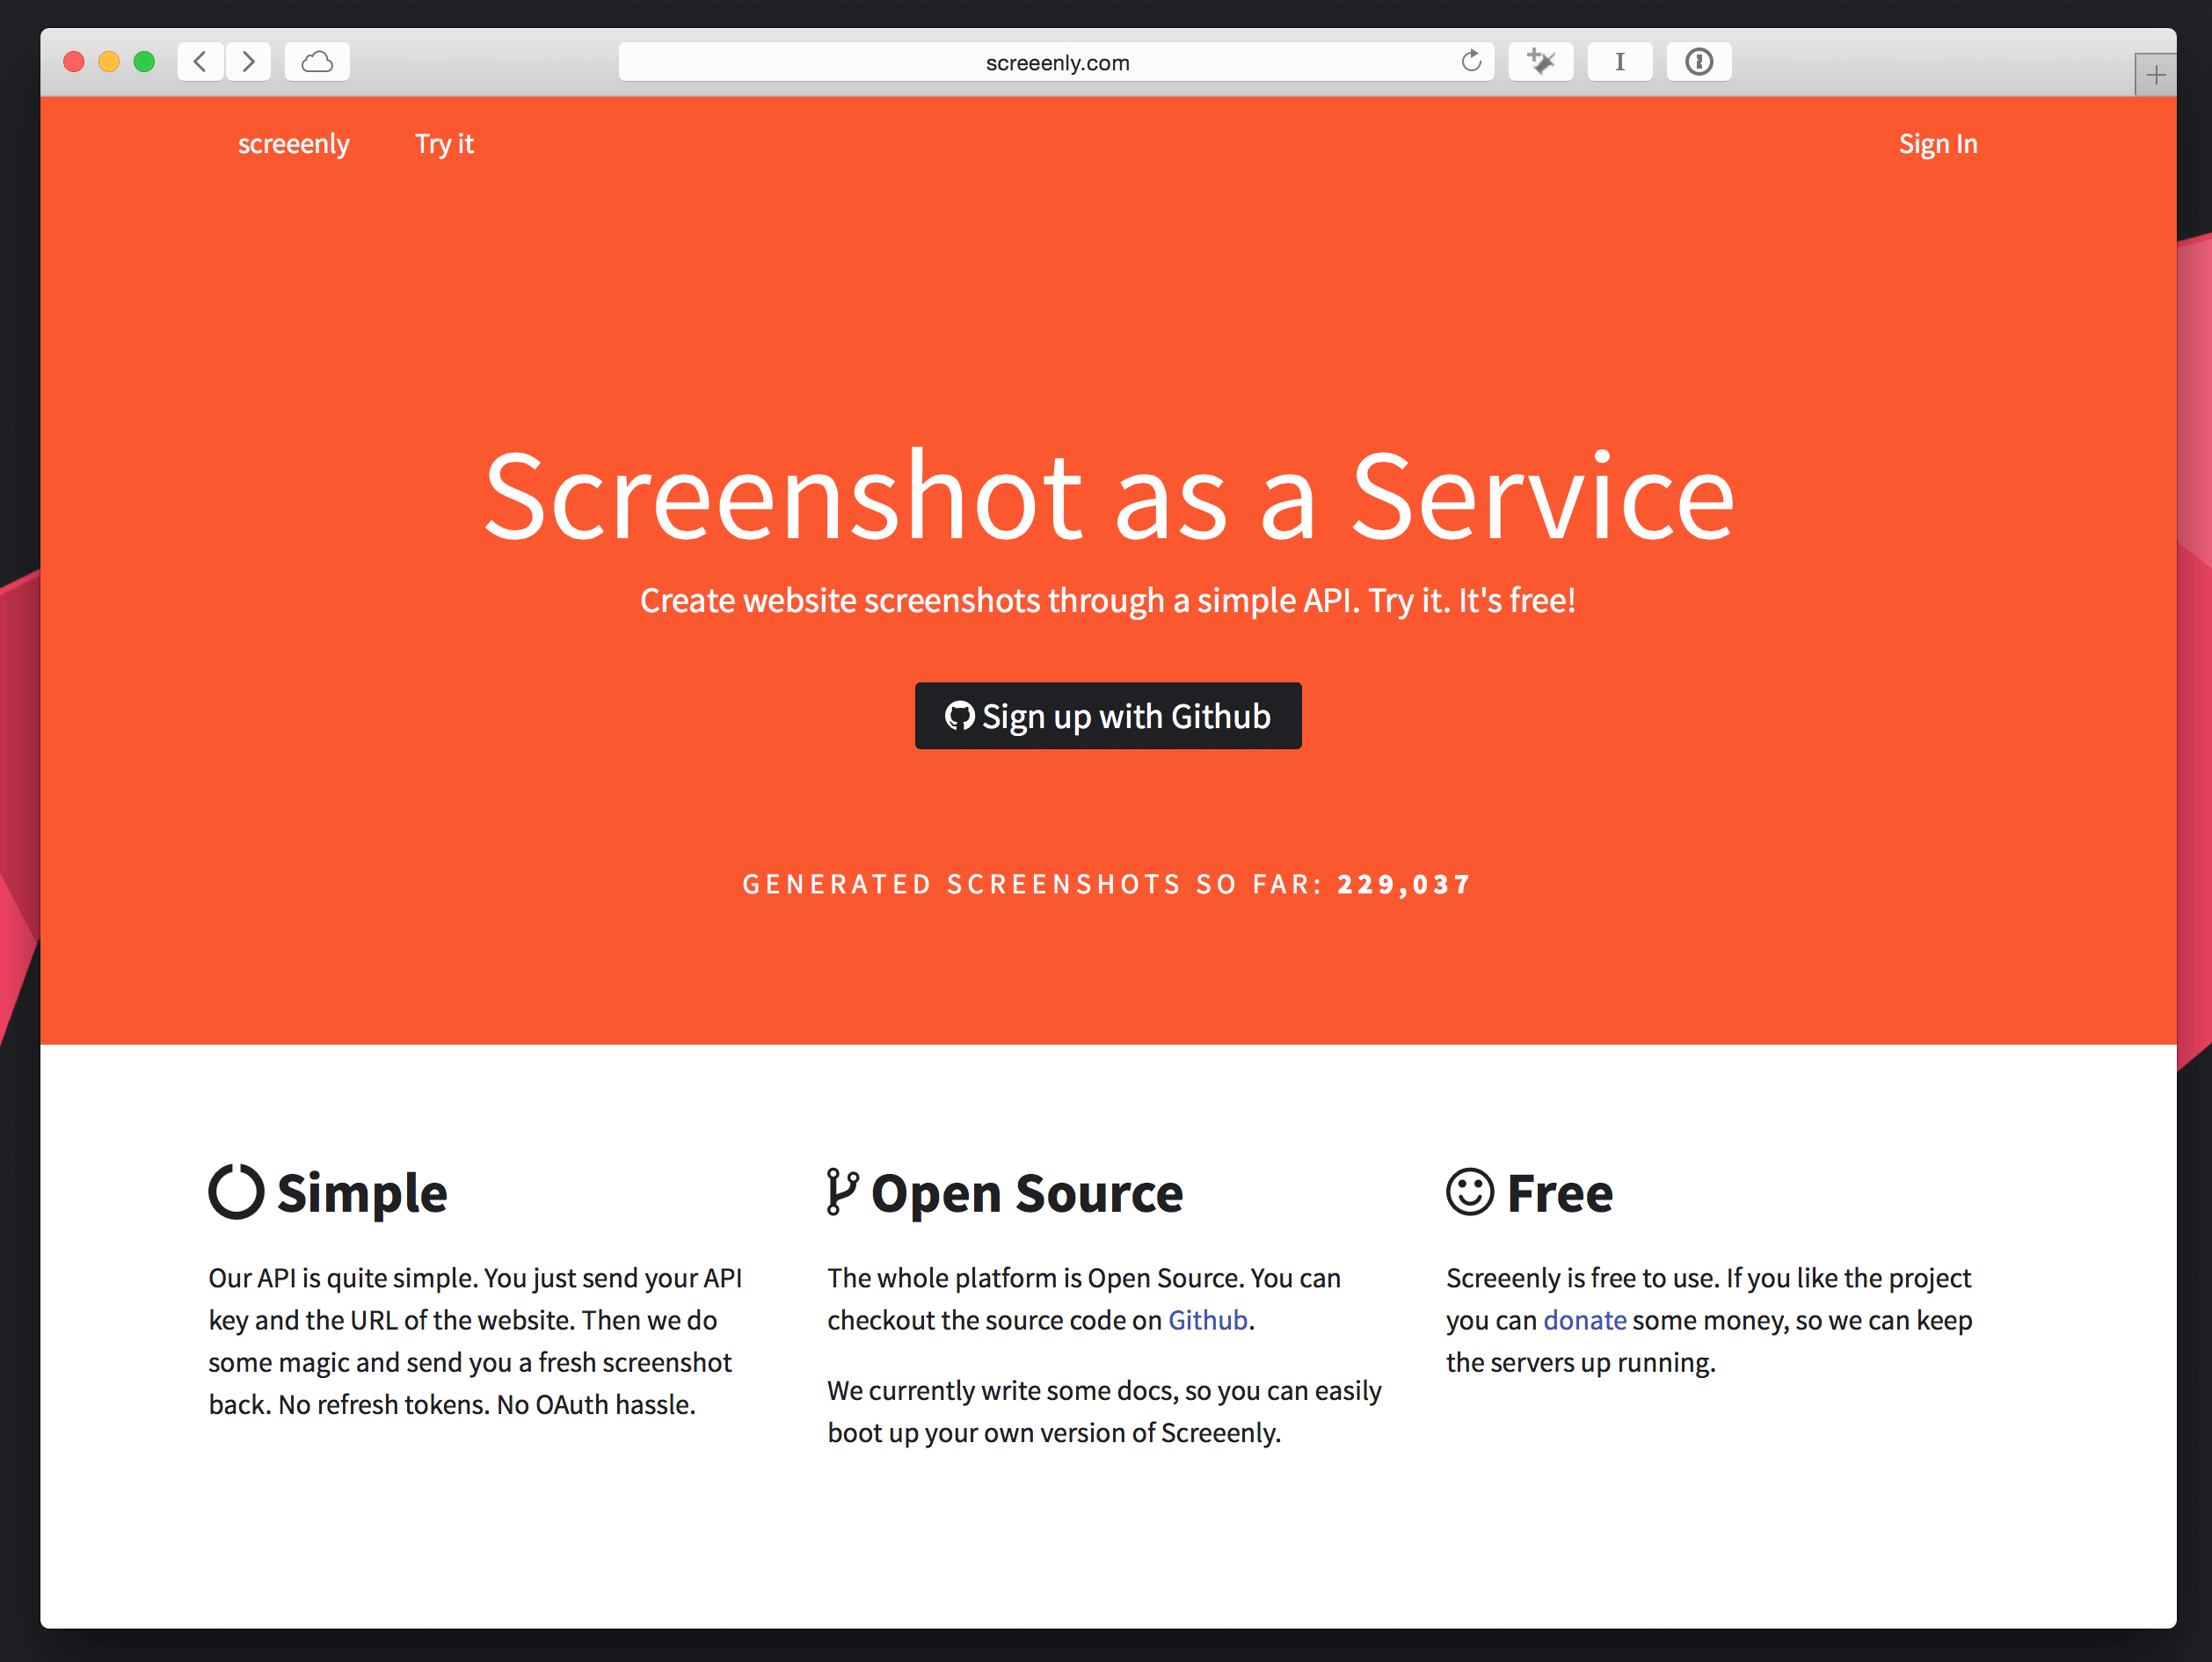 screeenly.com
screeenly Try it Sign In
Screenshot as a Service
Create website screenshots through a simple API. Try it. It's free!
Sign up with Github
GENERATED SCREENSHOTS SO FAR: 229,037
Simple
Our API is quite simple. You just send your API
key and the URL of the website. Then we do
some magic and send you a fresh screenshot
back. No refresh tokens. No OAuth hassle.
Open Source
The whole platform is Open Source. You can
checkout the source code on Github.
We currently write some docs, so you can easily
boot up your own version of Screeenly.
Free
Screeenly is free to use. If you like the project
you can donate some money, so we can keep
the servers up running.